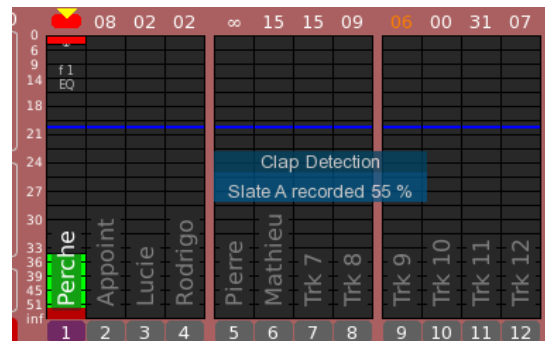 08 02 02 ∞ 15 15 09 06 00 31 07
0
6
9
14
18
21
24
27
30
33
36
39
45
51
inf
f 1
EQ
Clap Detection
Slate A recorded 55 %
Perche
Appoint
Lucie
Rodrigo
Pierre
Mathieu
Trk 7
Trk 8
Trk 9
Trk 10
Trk 11
Trk 12
1 2 3 4 5 6 7 8 9 10 11 12